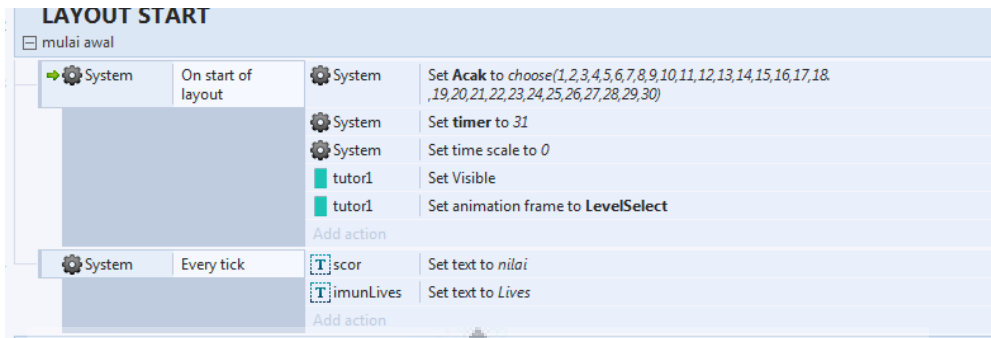 LAYOUT START
mulai awal
System On start of layout System Set Acak to choose(1,2,3,4,5,6,7,8,9,10,11,12,13,14,15,16,17,18.
,19,20,21,22,23,24,25,26,27,28,29,30)
System Set timer to 31
System Set time scale to 0
tutor1 Set Visible
tutor1 Set animation frame to LevelSelect
Add action
System Every tick T scor Set text to nilai
T imunLives Set text to Lives
Add action